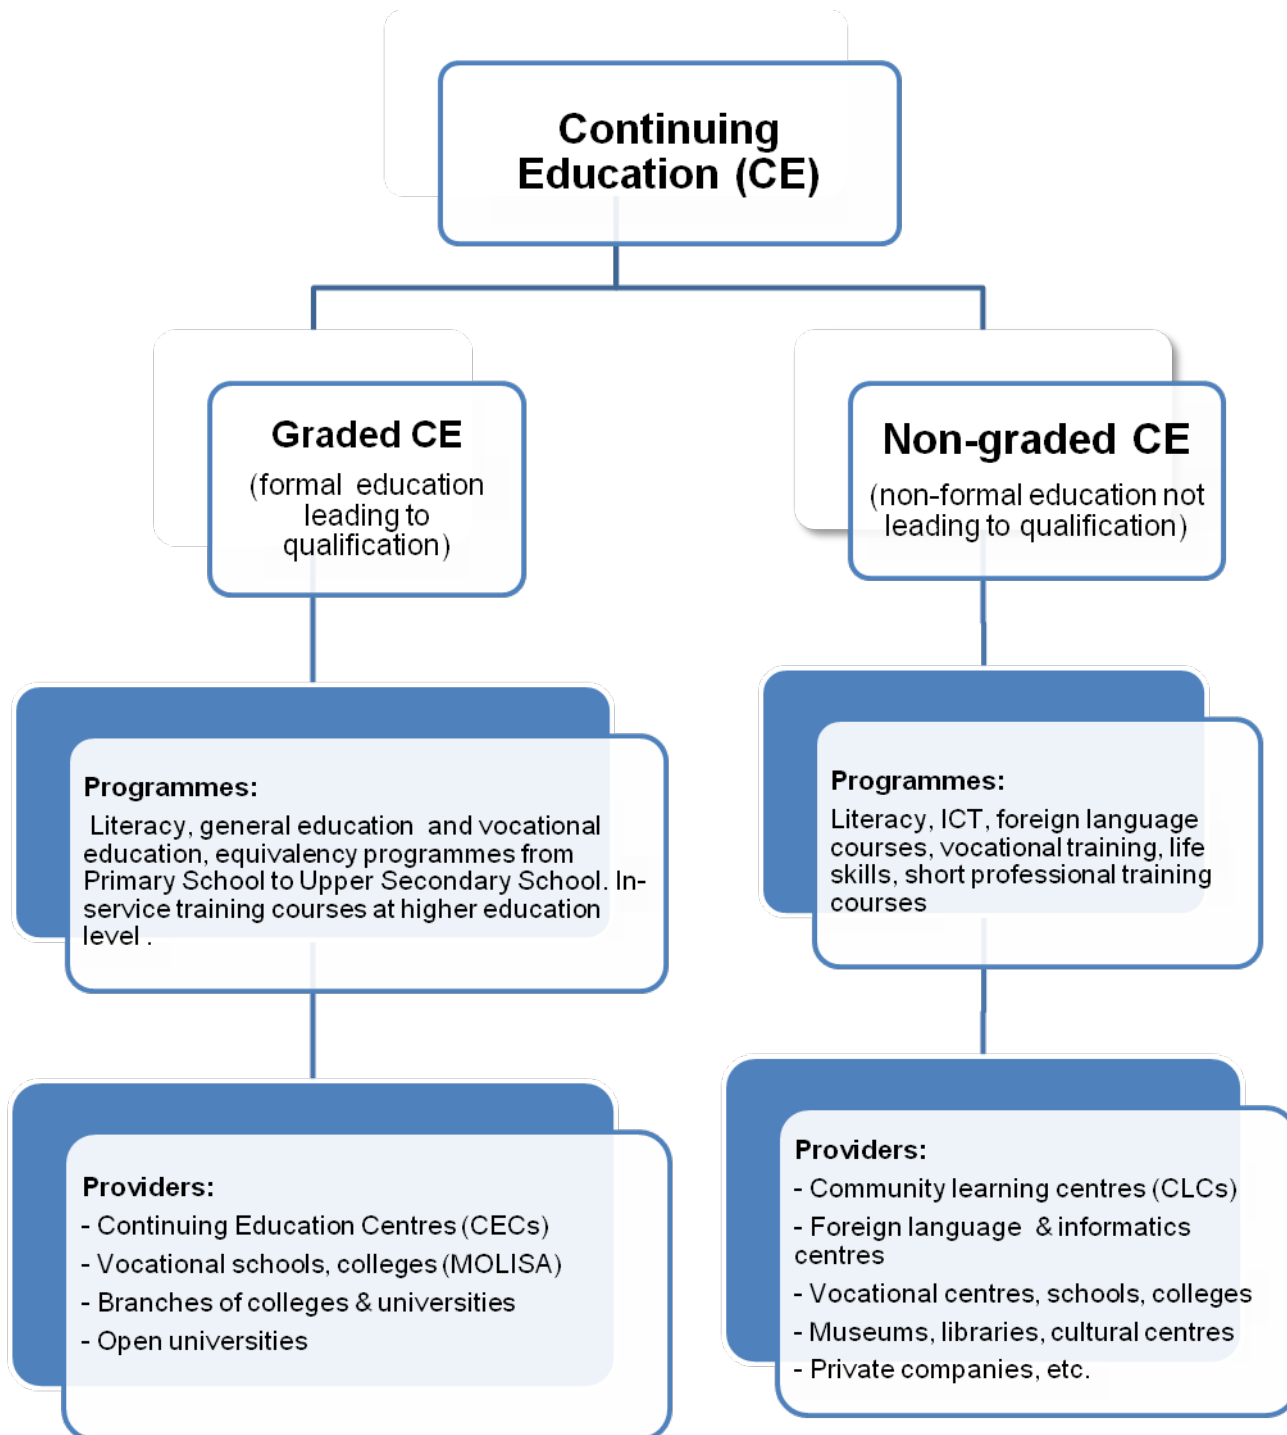 Continuing
Education (CE)
Graded CE
(formal education
leading to
qualification)
Non-graded CE
(non-formal education not
leading to qualification)
Programmes:
Literacy, general education and vocational
education, equivalency programmes from
Primary School to Upper Secondary School. In-
service training courses at higher education
level .
Programmes:
Literacy, ICT, foreign language
courses, vocational training, life
skills, short professional training
courses
Providers:
- Continuing Education Centres (CECs)
- Vocational schools, colleges (MOLISA)
- Branches of colleges & universities
- Open universities
Providers:
- Community learning centres (CLCs)
- Foreign language & informatics
centres
- Vocational centres, schools, colleges
- Museums, libraries, cultural centres
- Private companies, etc.